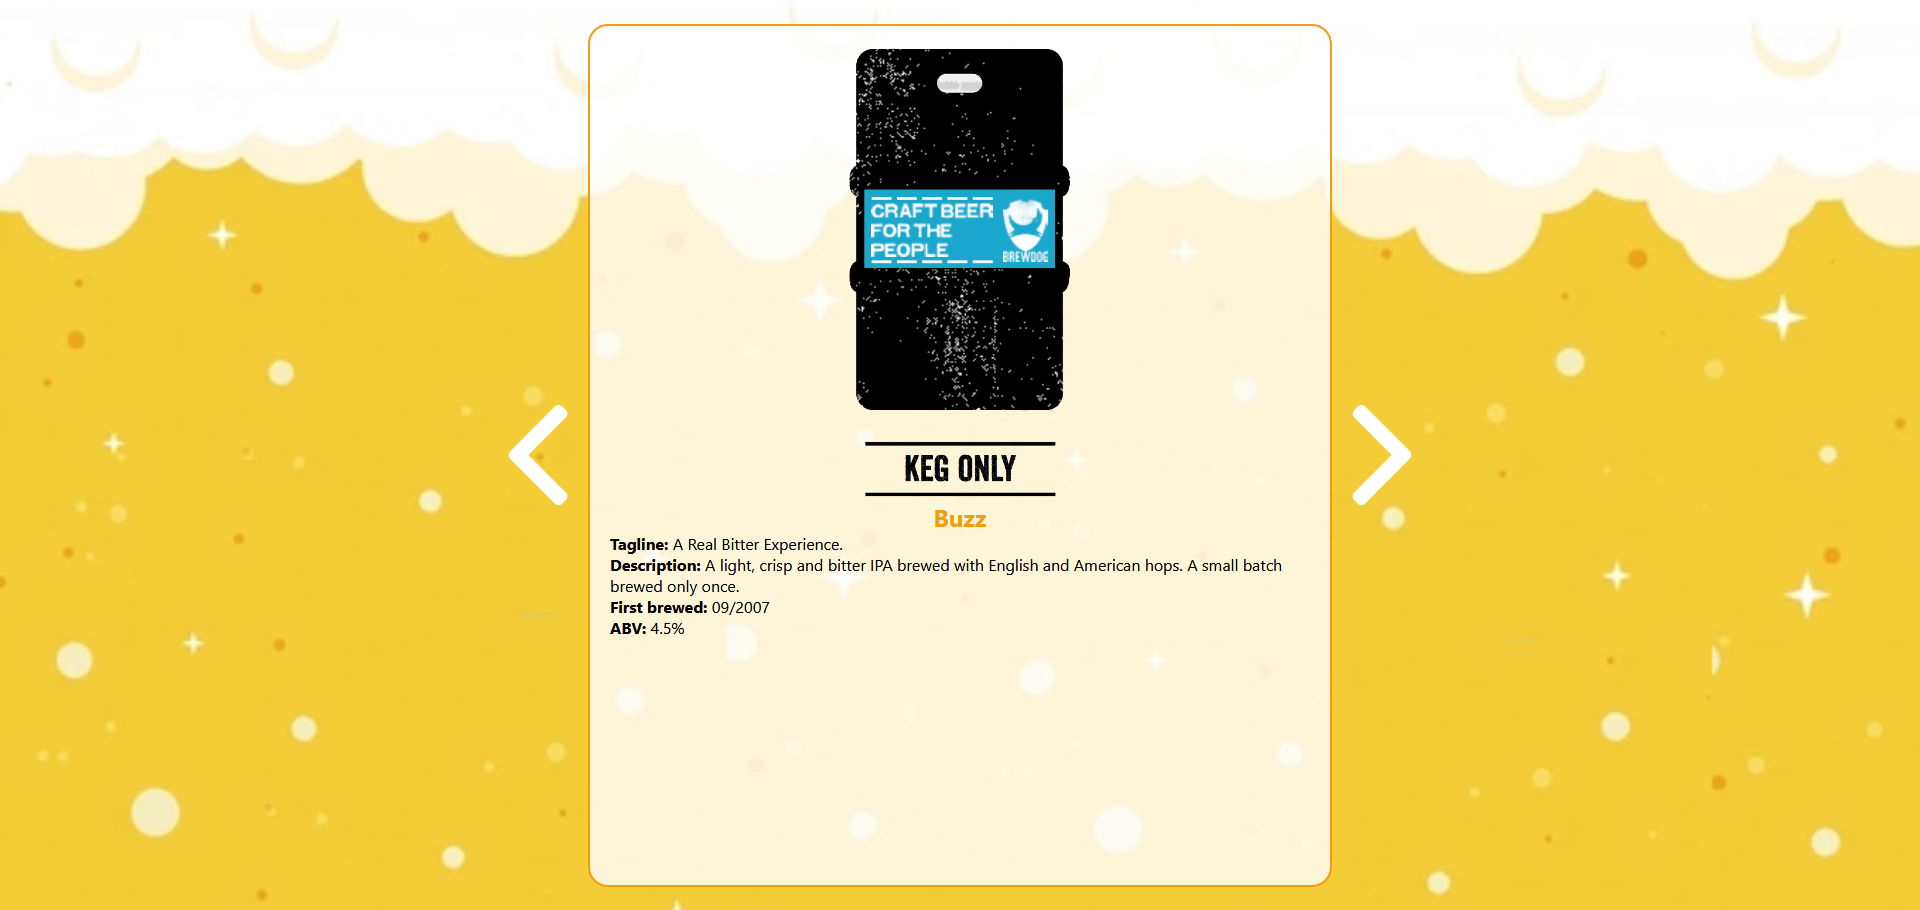 CRAFT BEER
FOR THE
PEOPLE
BREWDOG
KEG ONLY
Buzz
Tagline: A Real Bitter Experience.
Description: A light, crisp and bitter IPA brewed with English and American hops. A small batch
brewed only once.
First brewed: 09/2007
ABV: 4.5%